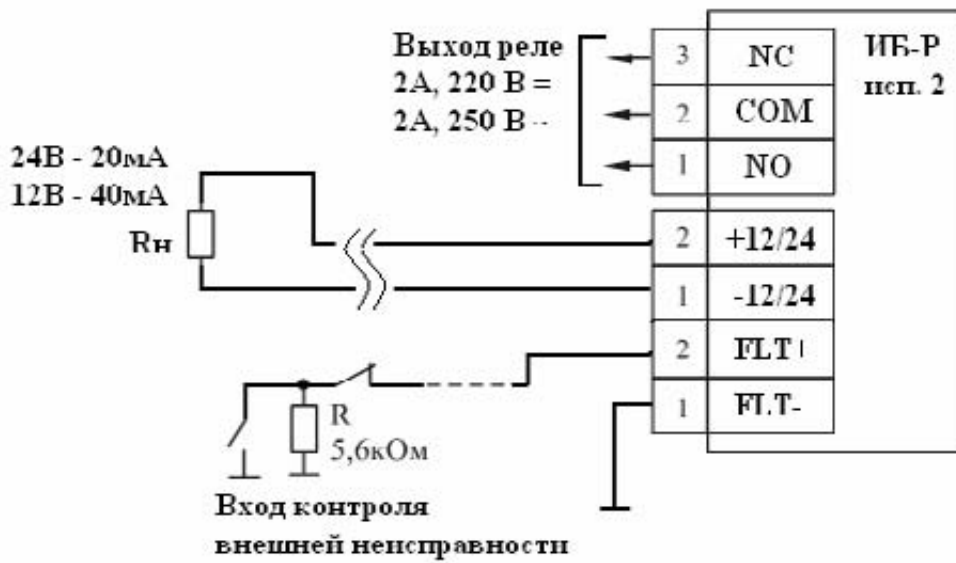 Выход реле
2А, 220 В =
2А, 250 В ~
3 NC
2 COM
1 NO
ИБ-Р
исп. 2
24В - 20мА
12В - 40мА
Rн
2 +12/24
1 -12/24
2 FLT+
1 FLT-
R
5,6кОм
Вход контроля
внешней неисправности